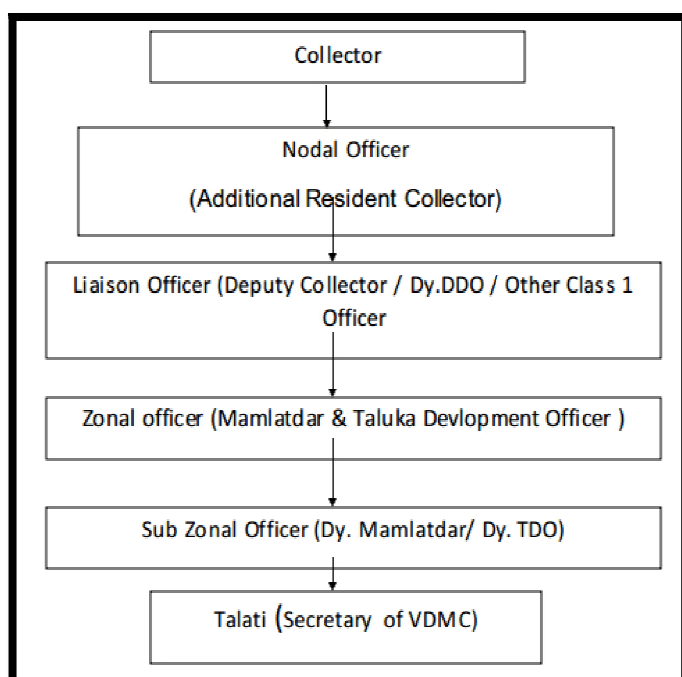 Collector
Nodal Officer
(Additional Resident Collector)
Liaison Officer (Deputy Collector / Dy.DDO / Other Class 1
Officer
Zonal officer (Mamlatdar & Taluka Devlopment Officer )
Sub Zonal Officer (Dy. Mamlatdar/ Dy. TDO)
Talati (Secretary of VDMC)